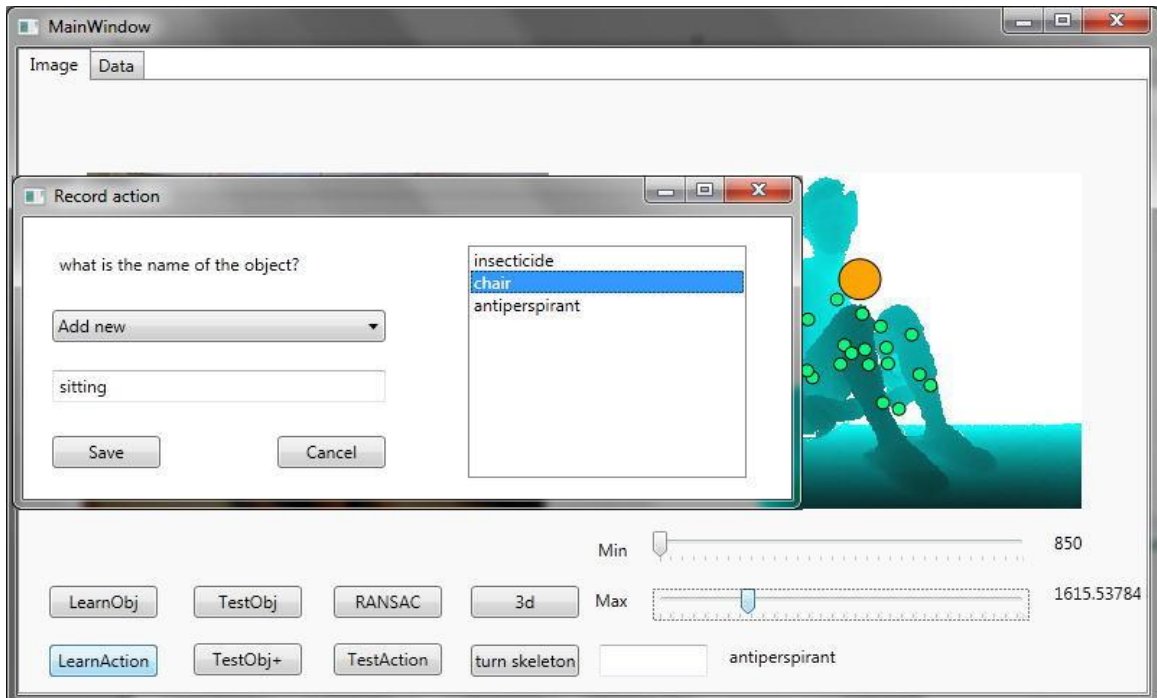 MainWindow
Image
Data
Record action
what is the name of the object?
Add new
sitting
Save
Cancel
insecticide
chair
antiperspirant
Min
850
Max
1615.53784
LearnObj
TestObj
RANSAC
3d
LearnAction
TestObj+
TestAction
turn skeleton
antiperspirant